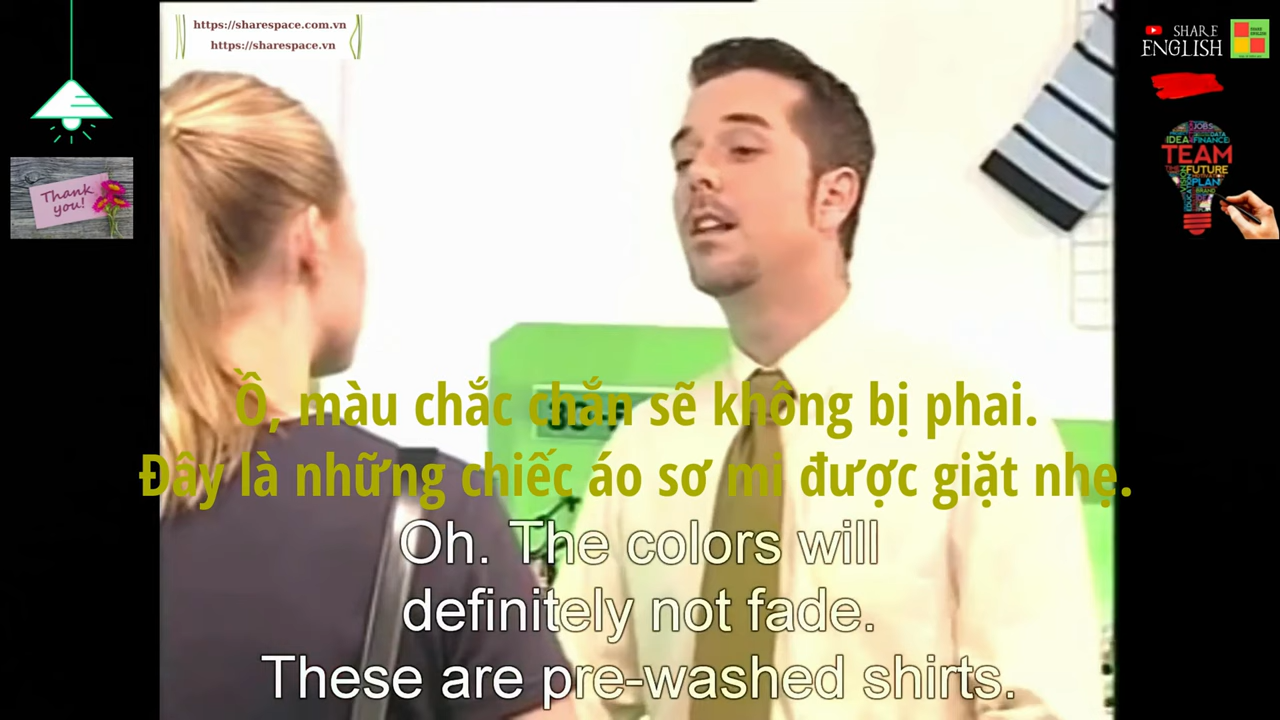 https://sharespace.com.vn
https://sharespace.vn
SHARE
ENGLISH
Thank
you!
JOBS
IDEA FINANCE
TEAM
FUTURE
PLAN
BRAND
Ồ, màu chắc chắn sẽ không bị phai.
Đây là những chiếc áo sơ mi được giặt nhẹ.
Oh. The colors will
definitely not fade.
These are pre-washed shirts.